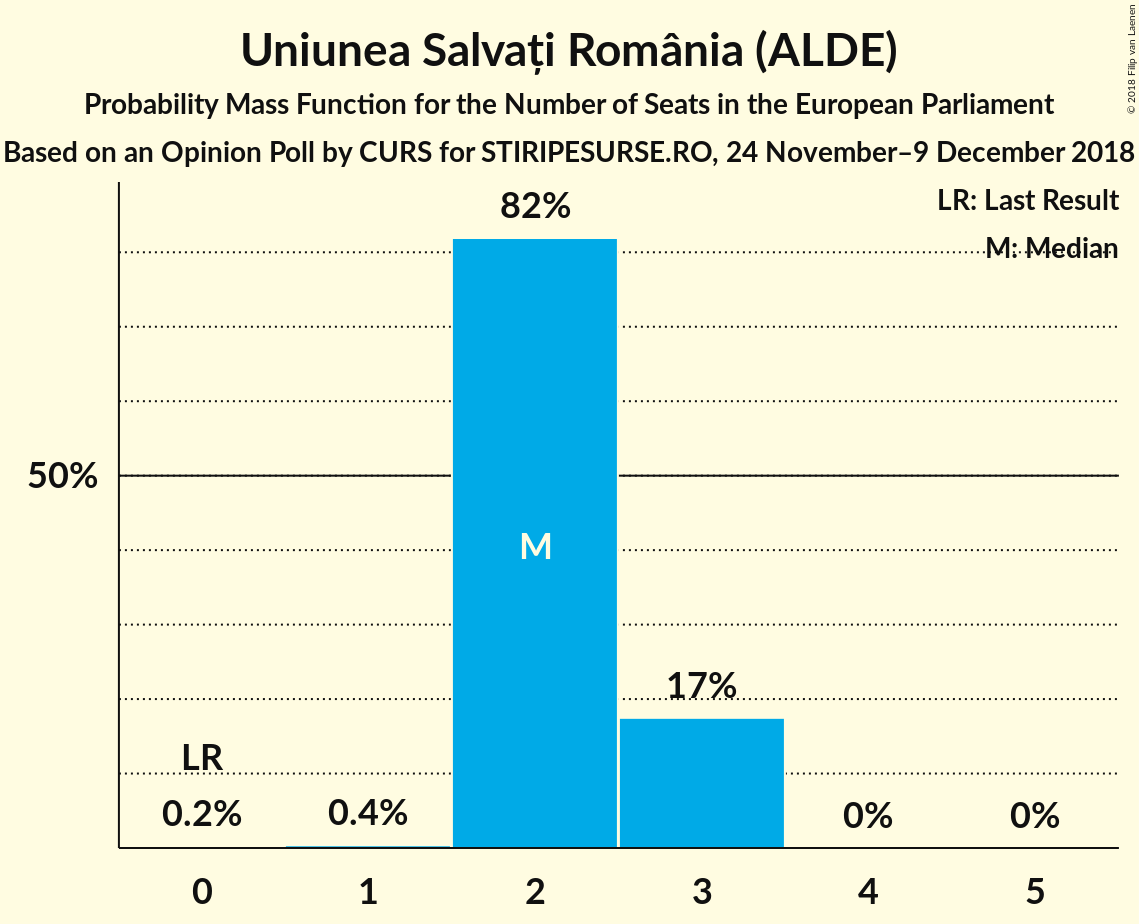 Uniunea Salvați România (ALDE)
Probability Mass Function for the Number of Seats in the European Parliament
Based on an Opinion Poll by CURS for STIRIPESURSE.RO, 24 November–9 December 2018
© 2018 Filip van Laenen
LR: Last Result
M: Median
82%
50%
M
17%
LR
0.2%
0.4%
0%
0%
0 1 2 3 4 5